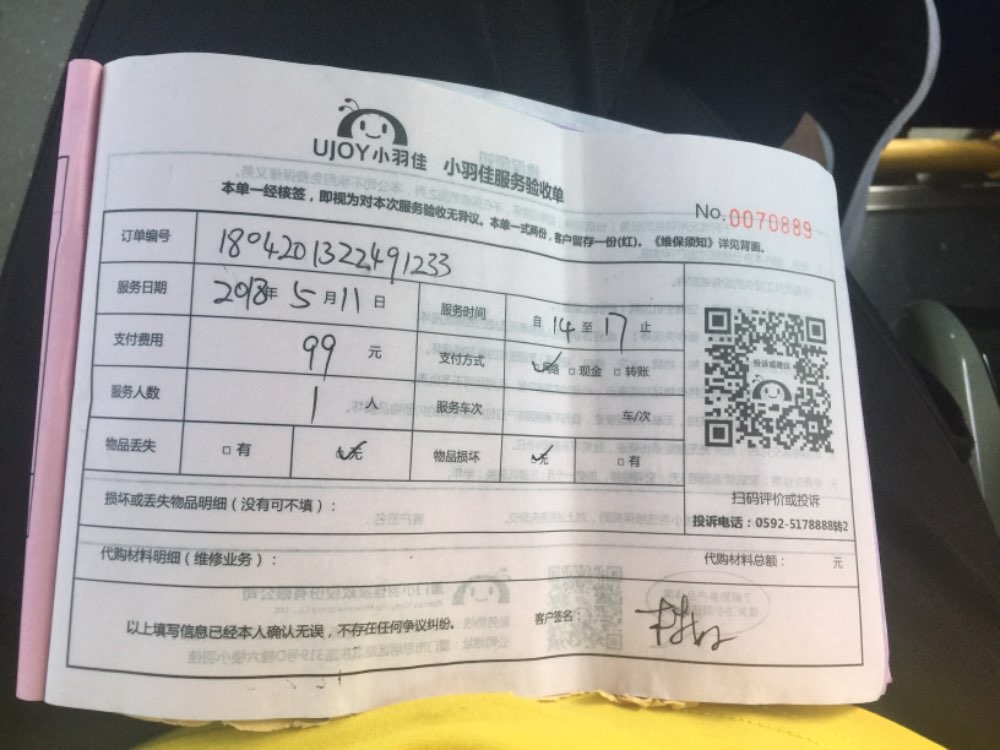 UJOY小羽佳 小羽佳服务验收单
No.0070889
本单一经核签，即视为对本次服务验收无异议。本单一式两份，客户留存一份(红)。《维保须知》详见背面。
订单编号 1804201322491233
服务日期 2018年 5月11日 服务时间 自14至17止
支付费用 99 元 支付方式 网络 □现金 □转账
服务人数 1 人 服务车次 车/次
物品丢失 □有 ☑无 物品损坏 ☑无 □有
投诉或建议
扫码评价或投诉
投诉电话：0592-5178888转2
损坏或丢失物品明细（没有可不填）：
代购材料明细（维修业务）： 代购材料总额： 元
以上填写信息已经本人确认无误，不存在任何争议纠纷。 客户签名：